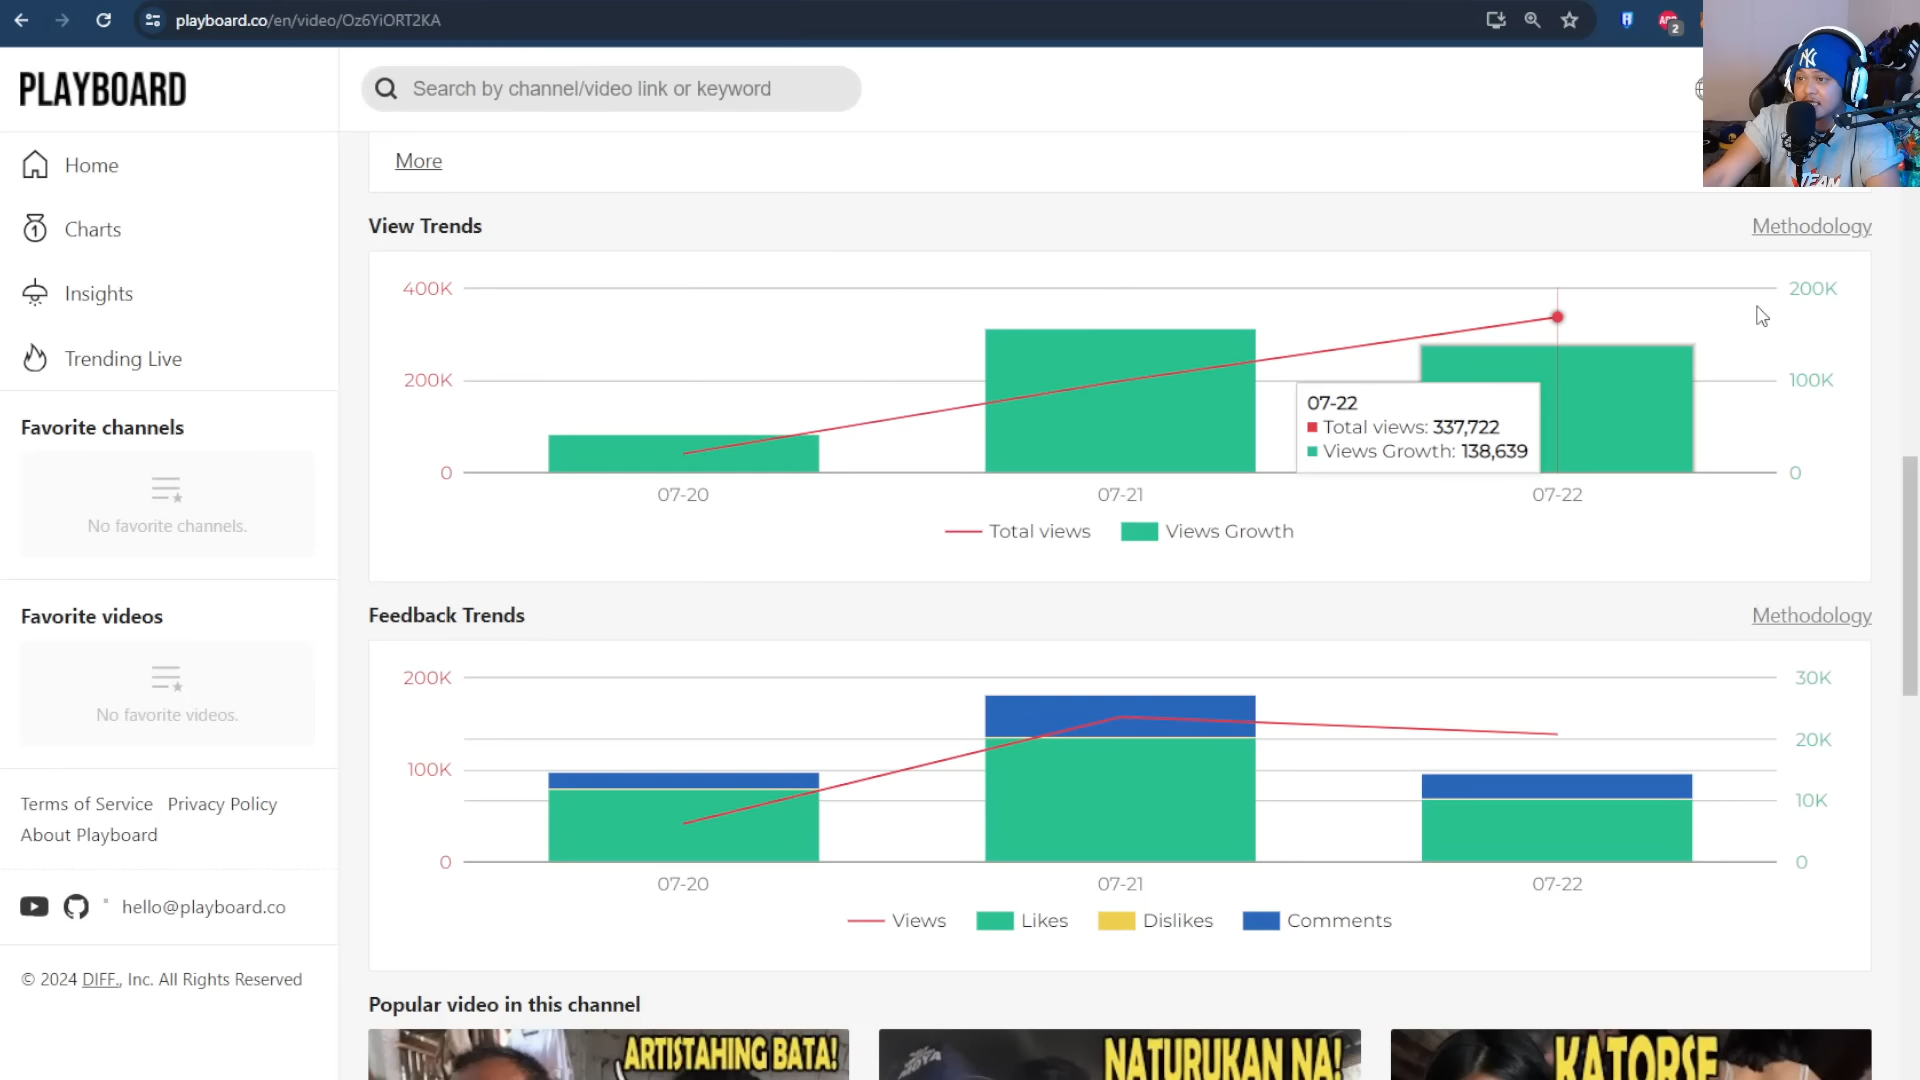 playboard.co/en/video/Oz6YiORT2KA
2
PLAYBOARD
Search by channel/video link or keyword
Home
Charts
Insights
Trending Live
Favorite channels
No favorite channels.
Favorite videos
No favorite videos.
Terms of Service Privacy Policy
About Playboard
hello@playboard.co
© 2024 DIFF., Inc. All Rights Reserved
More
View Trends
Methodology
400K
200K
0
200K
100K
0
07-22
Total views: 337,722
Views Growth: 138,639
07-20
07-21
07-22
Total views
Views Growth
Feedback Trends
Methodology
200K
100K
0
30K
20K
10K
0
07-20
07-21
07-22
Views
Likes
Dislikes
Comments
Popular video in this channel
ARTISTAHING BATA!
NATURUKAN NA!
KATORSE
TEAM